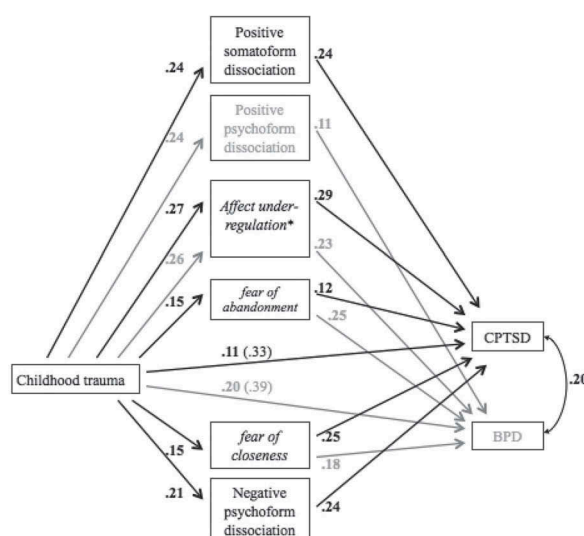 Positive
somatoform
dissociation
.24
.24
Positive
psychoform
dissociation
.24
.11
Affect under-
regulation*
.27
.29
.26
.23
fear of
abandonment
.15
.12
.25
CPTSD
.11 (.33)
Childhood trauma
.20 (.39)
.20
BPD
fear of
closeness
.15
.25
.18
.21
Negative
psychoform
dissociation
.24